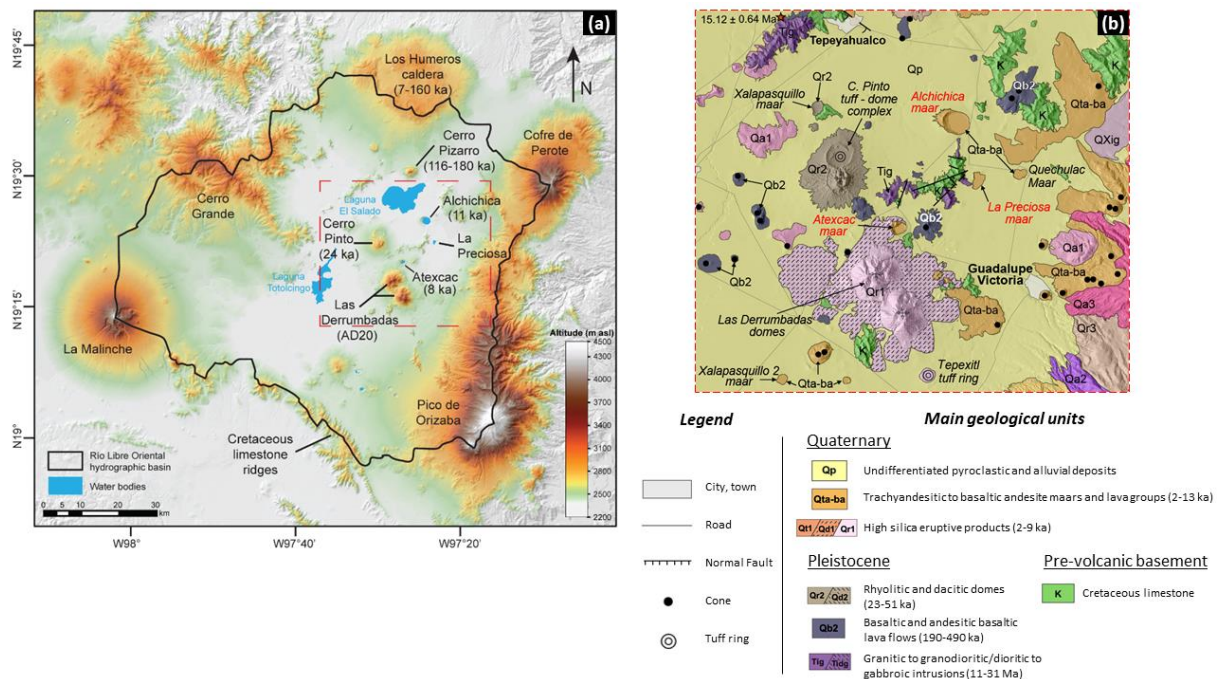 (a)
N19°45'
N19°30'
N19°15'
N19°
W98°
W97°40'
W97°20'
Los Humeros
caldera
(7-160 ka)
N
Cofre de
Perote
Cerro
Pizarro
(116-180 ka)
Cerro
Grande
Laguna
El Salado
Alchichica
(11 ka)
Cerro
Pinto
(24 ka)
La
Preciosa
Laguna
Totolcingo
Atexcac
(8 ka)
Las
Derrumbadas
(AD20)
La Malinche
Pico de
Orizaba
Cretaceous
limestone
ridges
Altitude (m asl)
4500
4300
4000
3700
3400
3100
2800
2500
2200
Río Libre Oriental
hydrographic basin
Water bodies
0 5 10 20 30
km
(b)
15.12 ± 0.64 Ma
Tig
Tepeyahualco
Qp
K
Qb2
K
Qr2
C. Pinto
tuff - dome
complex
Xalapasquillo
maar
Alchichica
maar
K
Qta-ba
QXig
Qa1
Qta-ba
Qr2
Tig
K
Quechulac
Maar
Qb2
La Preciosa
maar
Atexcac
maar
Qb2
Qa1
Guadalupe
Victoria
Qta-ba
Qb2
Qr1
Qa3
Las Derrumbadas
domes
Qta-ba
Qr3
K
Tepexitl
tuff ring
Xalapasquillo 2
maar
Qta-ba
Qa2
Legend
City, town
Road
Normal Fault
Cone
Tuff ring
Main geological units
Quaternary
Qp Undifferentiated pyroclastic and alluvial deposits
Qta-ba Trachyandesitic to basaltic andesite maars and lava groups (2-13 ka)
Qt1 Qd1 Qr1 High silica eruptive products (2-9 ka)
Pleistocene
Qr2 Qd2 Rhyolitic and dacitic domes
(23-51 ka)
Qb2 Basaltic and andesitic basaltic
lava flows (190-490 ka)
Tig Tidg Granitic to granodioritic/dioritic to
gabbroic intrusions (11-31 Ma)
Pre-volcanic basement
K Cretaceous limestone